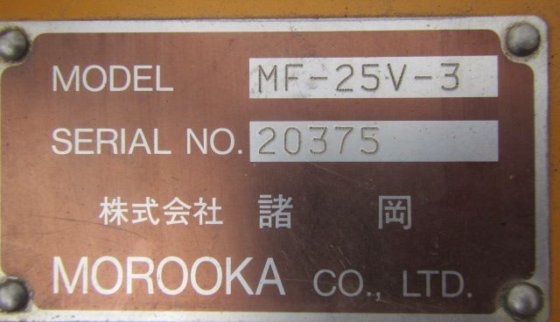 MODEL MF-25V-3
SERIAL NO. 20375
株式会社 諸 岡
MOROOKA CO., LTD.